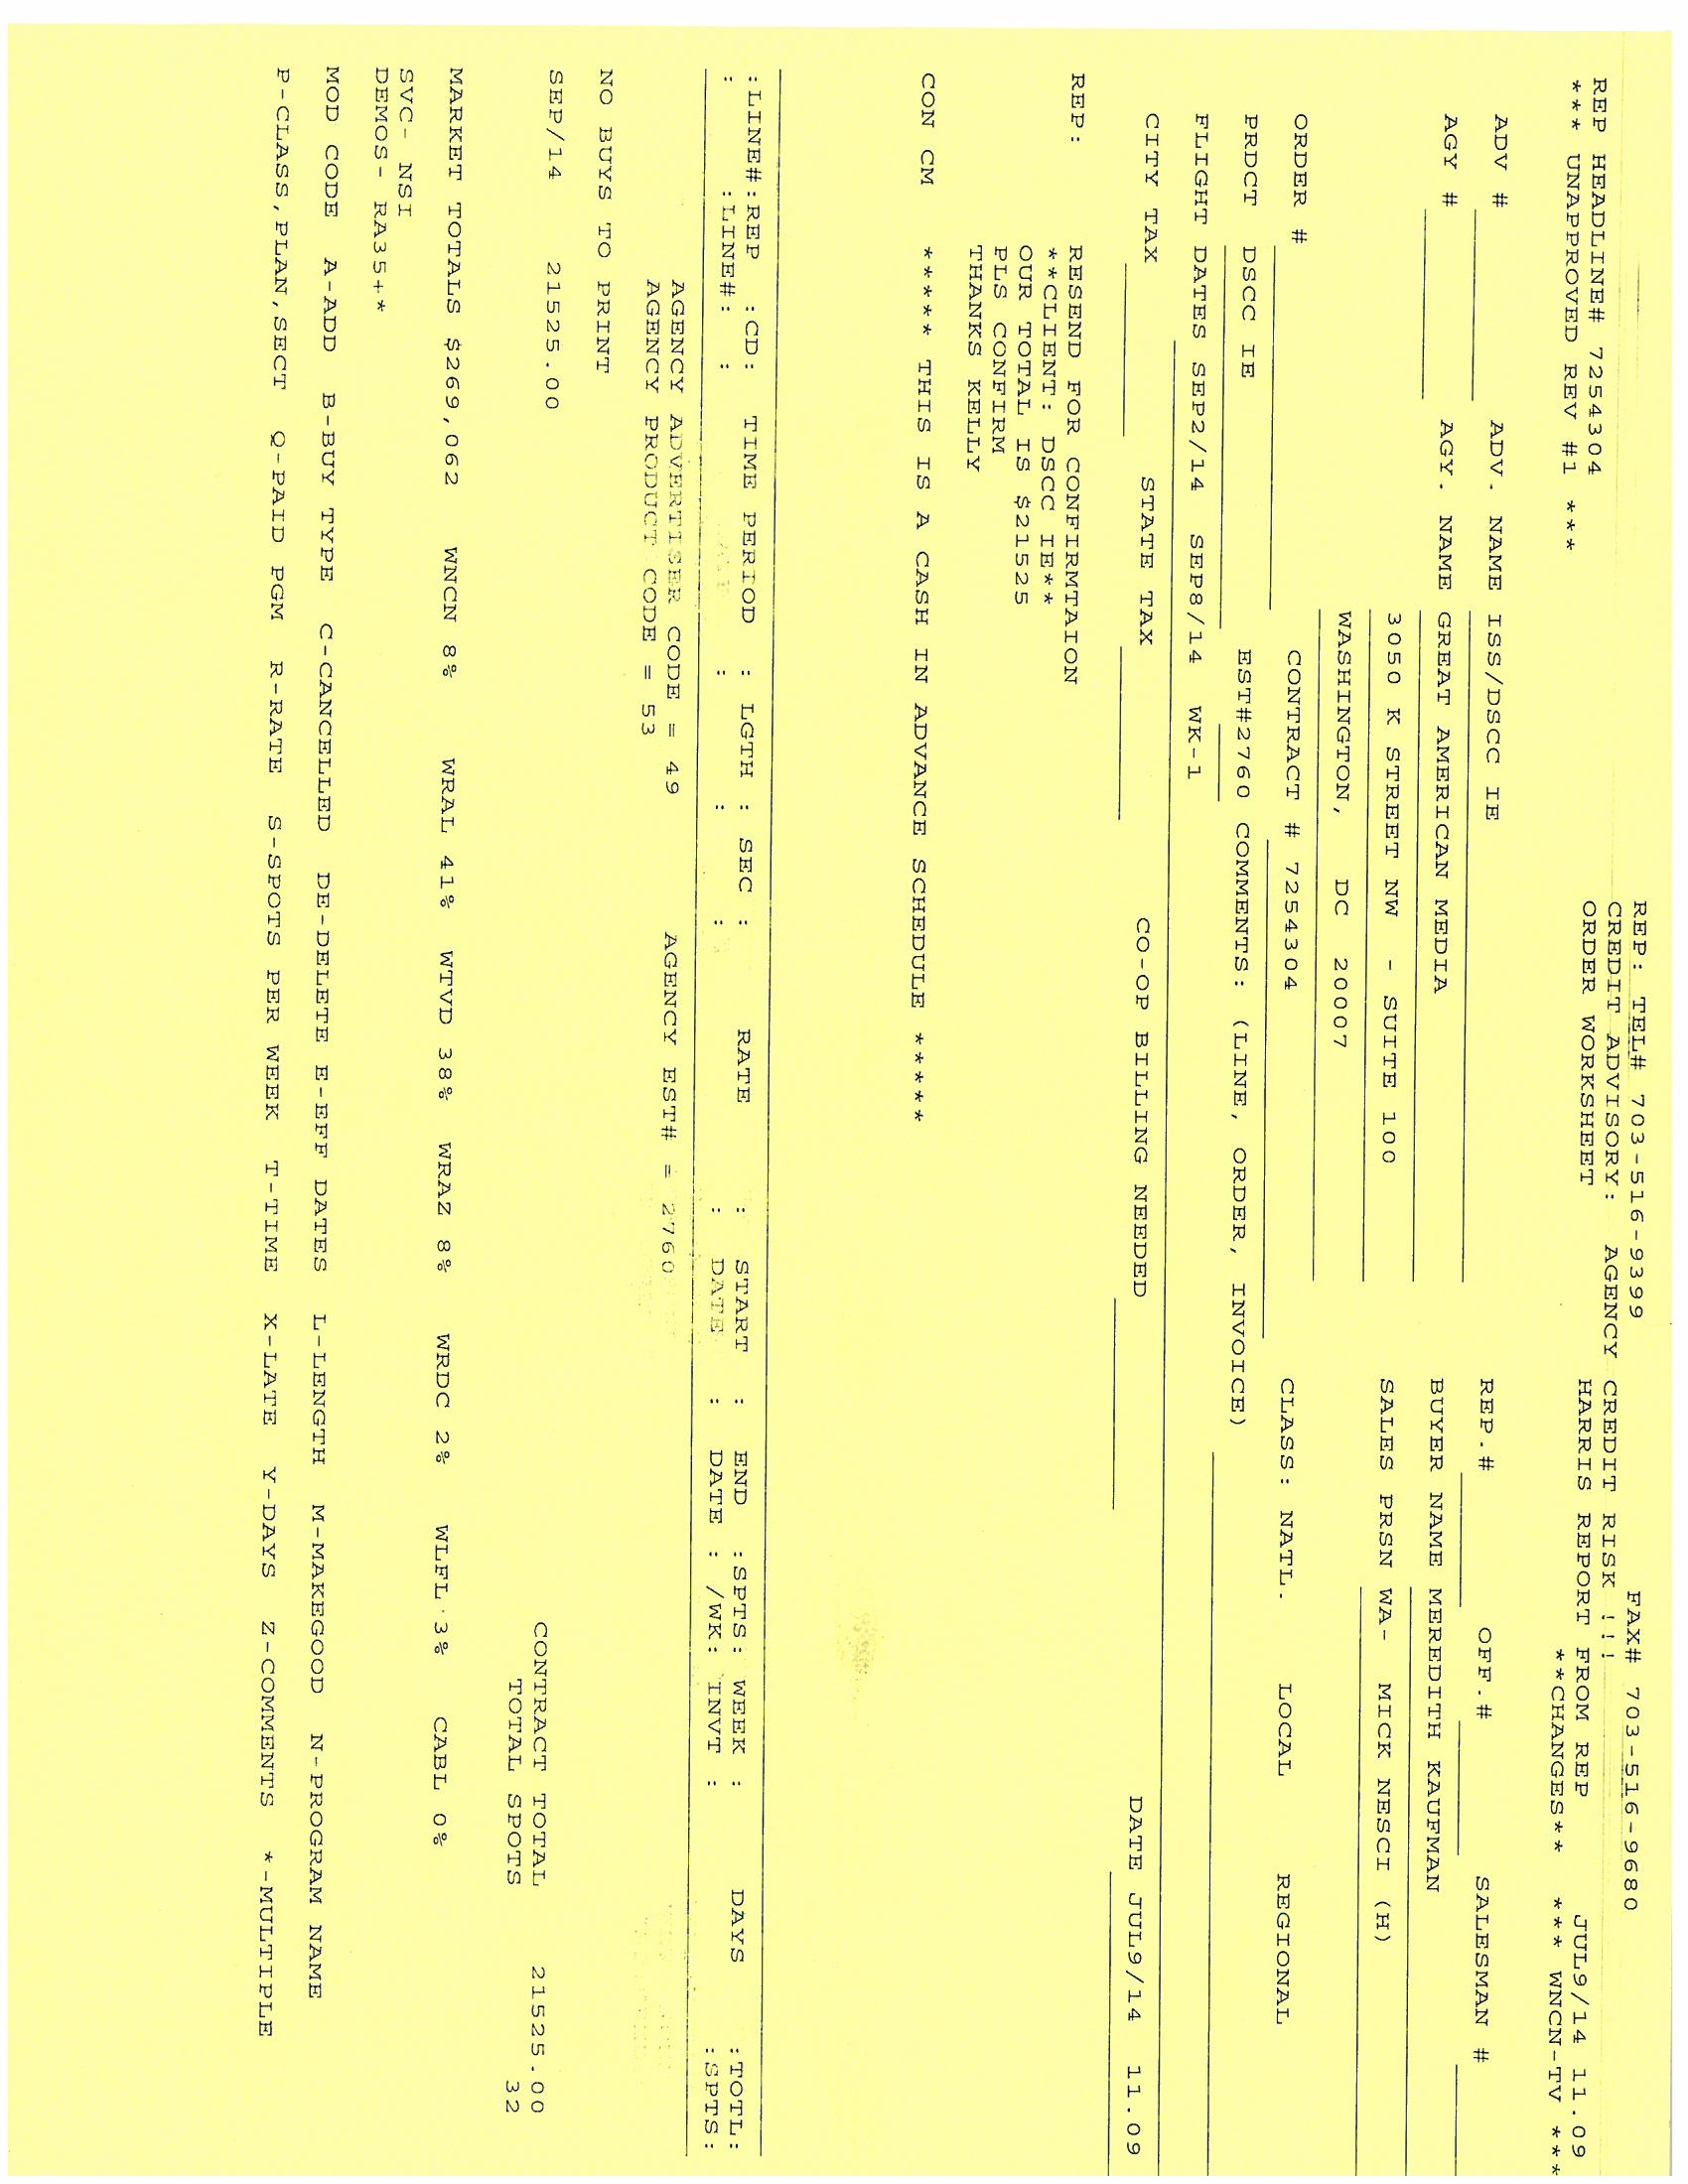 REP: TEL# 703-516-9399 FAX# 703-516-9680
CREDIT ADVISORY: AGENCY CREDIT RISK !!!
REP HEADLINE# 7254304 ORDER WORKSHEET HARRIS REPORT FROM REP JUL9/14 11.09
*** UNAPPROVED REV #1 *** **CHANGES** *** WNCN-TV ***
ADV # ADV. NAME ISS/DSCC IE REP.# OFF.# SALESMAN #
AGY # AGY. NAME GREAT AMERICAN MEDIA BUYER NAME MEREDITH KAUFMAN
3050 K STREET NW - SUITE 100 SALES PRSN WA- MICK NESCI (H)
WASHINGTON, DC 20007
ORDER # CONTRACT # 7254304 CLASS: NATL. LOCAL REGIONAL
PRDCT DSCC IE EST#2760 COMMENTS: (LINE, ORDER, INVOICE)
FLIGHT DATES SEP2/14 SEP8/14 WK-1
CITY TAX STATE TAX CO-OP BILLING NEEDED DATE JUL9/14 11.09
REP: RESEND FOR CONFIRMTAION
**CLIENT: DSCC IE**
OUR TOTAL IS $21525
PLS CONFIRM
THANKS KELLY
CON CM ***** THIS IS A CASH IN ADVANCE SCHEDULE *****
:LINE#:REP :CD: TIME PERIOD : LGTH : SEC : RATE : START : END :SPTS: WEEK : DAYS :TOTL:
: :LINE#: : : : : : DATE : DATE : /WK: INVT : :SPTS:
AGENCY ADVERTISER CODE = 49 AGENCY EST# = 2760
AGENCY PRODUCT CODE = 53
NO BUYS TO PRINT
SEP/14 21525.00 CONTRACT TOTAL 21525.00
TOTAL SPOTS 32
MARKET TOTALS $269,062 WNCN 8% WRAL 41% WTVD 38% WRAZ 8% WRDC 2% WLFL 3% CABL 0%
SVC- NSI
DEMOS- RA35+*
MOD CODE A-ADD B-BUY TYPE C-CANCELLED DE-DELETE E-EFF DATES L-LENGTH M-MAKEGOOD N-PROGRAM NAME
P-CLASS,PLAN,SECT Q-PAID PGM R-RATE S-SPOTS PER WEEK T-TIME X-LATE Y-DAYS Z-COMMENTS *-MULTIPLE